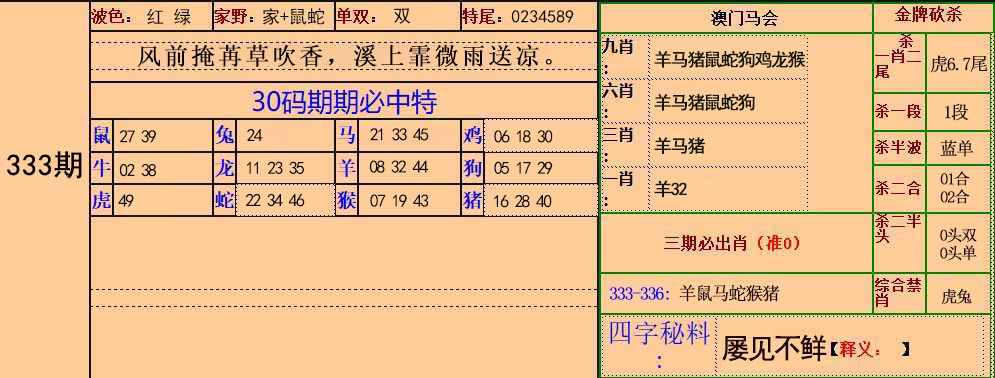 333期
波色：红 绿 家野：家+鼠蛇 单双：双 特尾：0234589
风前掩苒草吹香，溪上霏微雨送凉。
30码期期必中特
鼠 27 39 兔 24 马 21 33 45 鸡 06 18 30
牛 02 38 龙 11 23 35 羊 08 32 44 狗 05 17 29
虎 49 蛇 22 34 46 猴 07 19 43 猪 16 28 40
澳门马会
九肖：羊马猪鼠蛇狗鸡龙猴
六肖：羊马猪鼠蛇狗
三肖：羊马猪
一肖：羊32
三期必出肖（准0）
333-336: 羊鼠马蛇猴猪
金牌砍杀
杀一肖二尾 虎6.7尾
杀一段 1段
杀半波 蓝单
杀二合 01合
02合
杀二半头 0头双
0头单
综合禁肖 虎兔
四字秘料：屡见不鲜【释义： 】